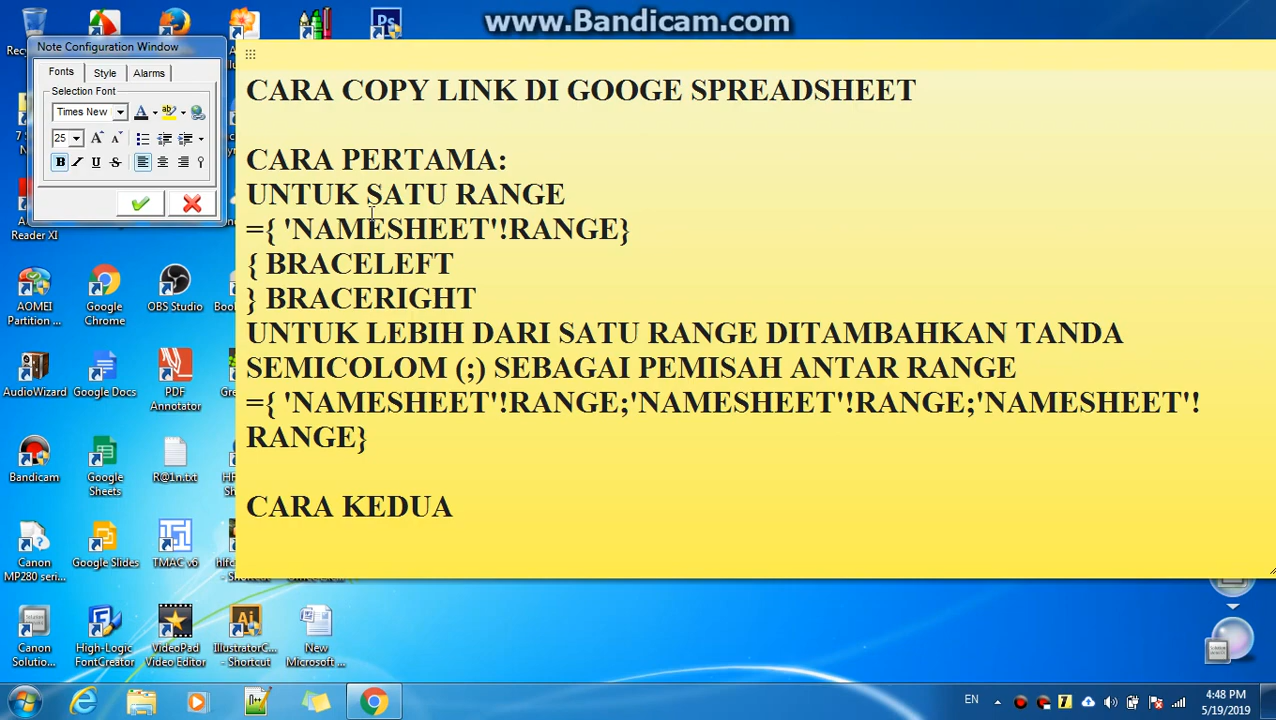 www.Bandicam.com
Note Configuration Window
Fonts
Style
Alarms
Selection Font
Times New
25
CARA COPY LINK DI GOOGE SPREADSHEET
CARA PERTAMA:
UNTUK SATU RANGE
={ 'NAMESHEET'!RANGE}
{ BRACELEFT
} BRACERIGHT
UNTUK LEBIH DARI SATU RANGE DITAMBAHKAN TANDA
SEMICOLOM (;) SEBAGAI PEMISAH ANTAR RANGE
={ 'NAMESHEET'!RANGE;'NAMESHEET'!RANGE;'NAMESHEET'!
RANGE}
CARA KEDUA
Reader XI
AOMEI
Partition ...
Google
Chrome
OBS Studio
AudioWizard
Google Docs
PDF
Annotator
Bandicam
Google
Sheets
R@1n.txt
Canon
MP280 seri...
Google Slides
TMAC v6
Canon
Solutio...
High-Logic
FontCreator
VideoPad
Video Editor
IllustratorC...
- Shortcut
New
Microsoft ...
EN
4:48 PM
5/19/2019